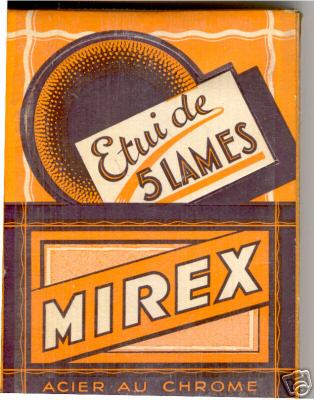 Etui de
5 LAMES
MIREX
ACIER AU CHROME